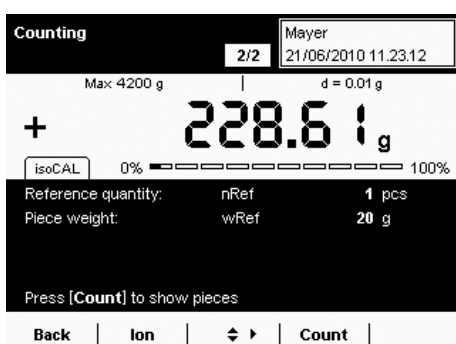 Counting
2/2
Mayer
21/06/2010 11.23.12
Max 4200 g d = 0.01 g
+ 228.61 g
isoCAL 0% 100%
Reference quantity: nRef 1 pcs
Piece weight: wRef 20 g
Press [Count] to show pieces
Back Ion Count